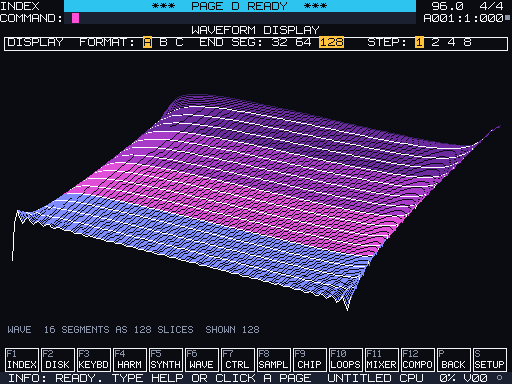 INDEX *** PAGE D READY *** 96.0 4/4
COMMAND: A001:1:000
WAVEFORM DISPLAY
DISPLAY FORMAT: A B C END SEG: 32 64 128 STEP: 1 2 4 8
WAVE 16 SEGMENTS AS 128 SLICES SHOWN 128
F1 F2 F3 F4 F5 F6 F7 F8 F9 F10 F11 F12 P S
INDEX DISK KEYBD HARM SYNTH WAVE CTRL SAMPL CHIP LOOPS MIXER COMPO BACK SETUP
INFO: READY. TYPE HELP OR CLICK A PAGE UNTITLED CPU 0% V00